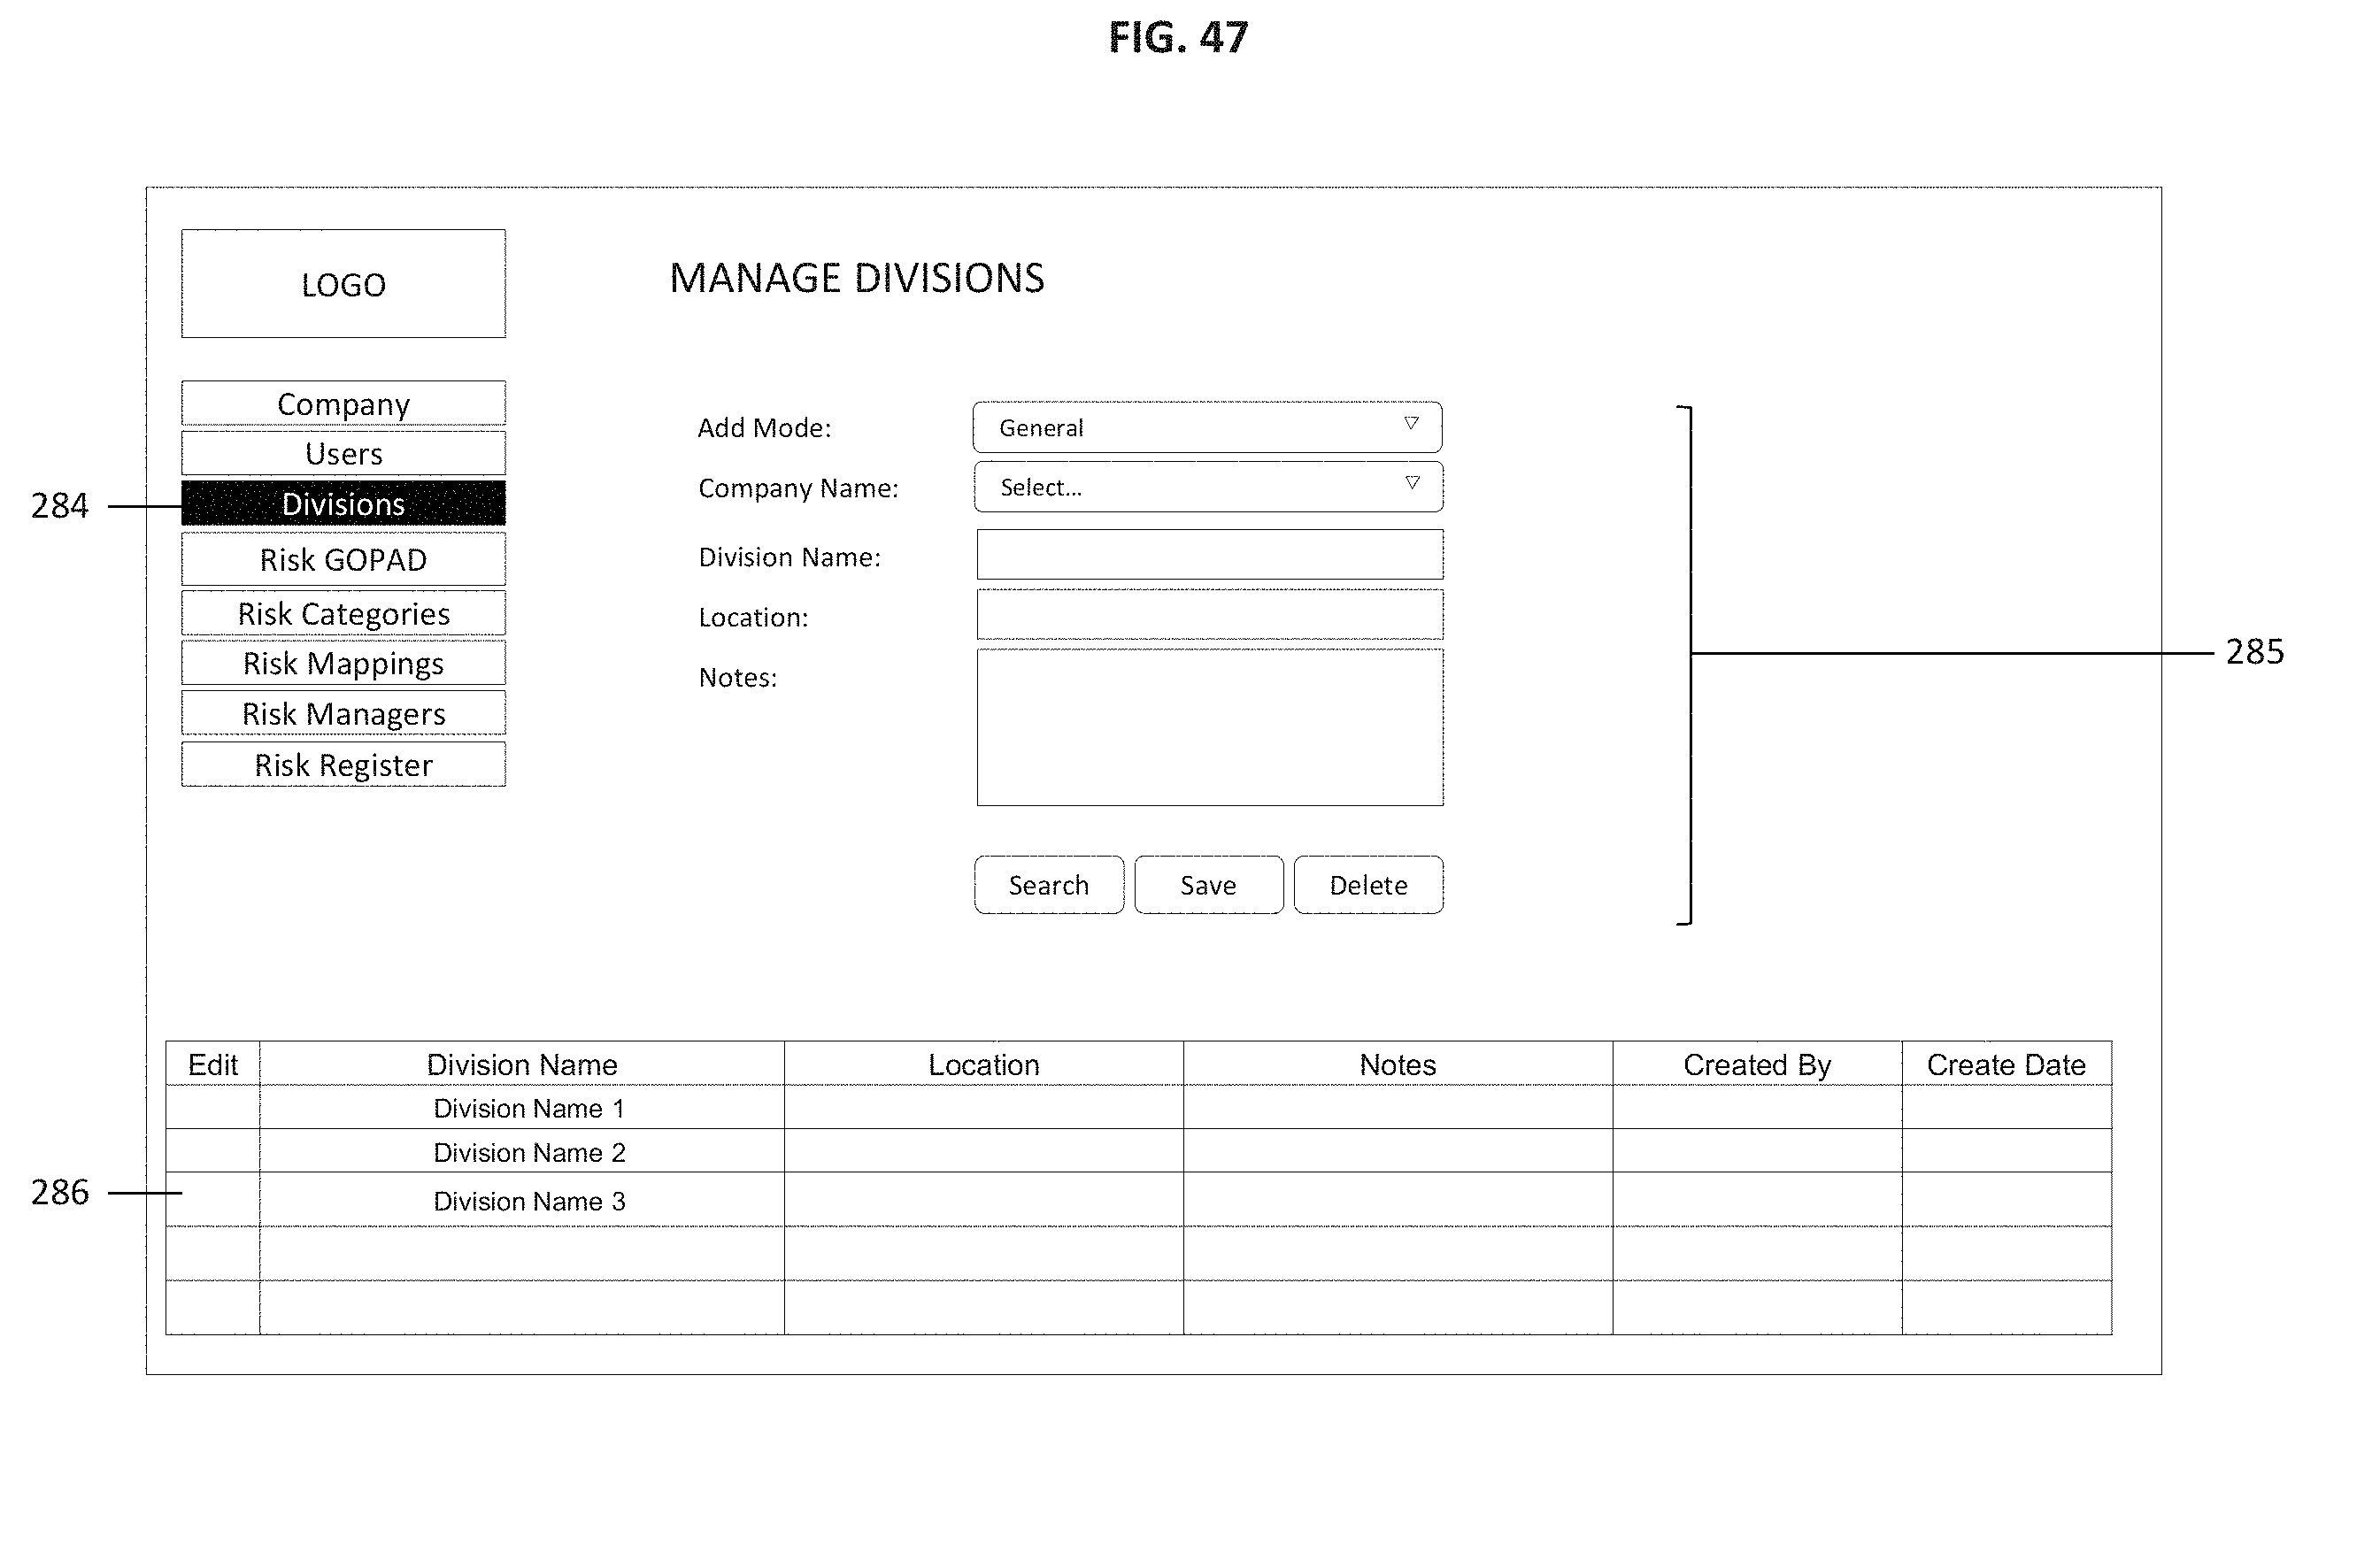 FIG. 47
LOGO
MANAGE DIVISIONS
Company
Users
284
Divisions
Risk GOPAD
Risk Categories
Risk Mappings
Risk Managers
Risk Register
Add Mode: General
Company Name: Select...
Division Name:
Location:
Notes:
285
Search Save Delete
Edit Division Name Location Notes Created By Create Date
Division Name 1
Division Name 2
286 Division Name 3